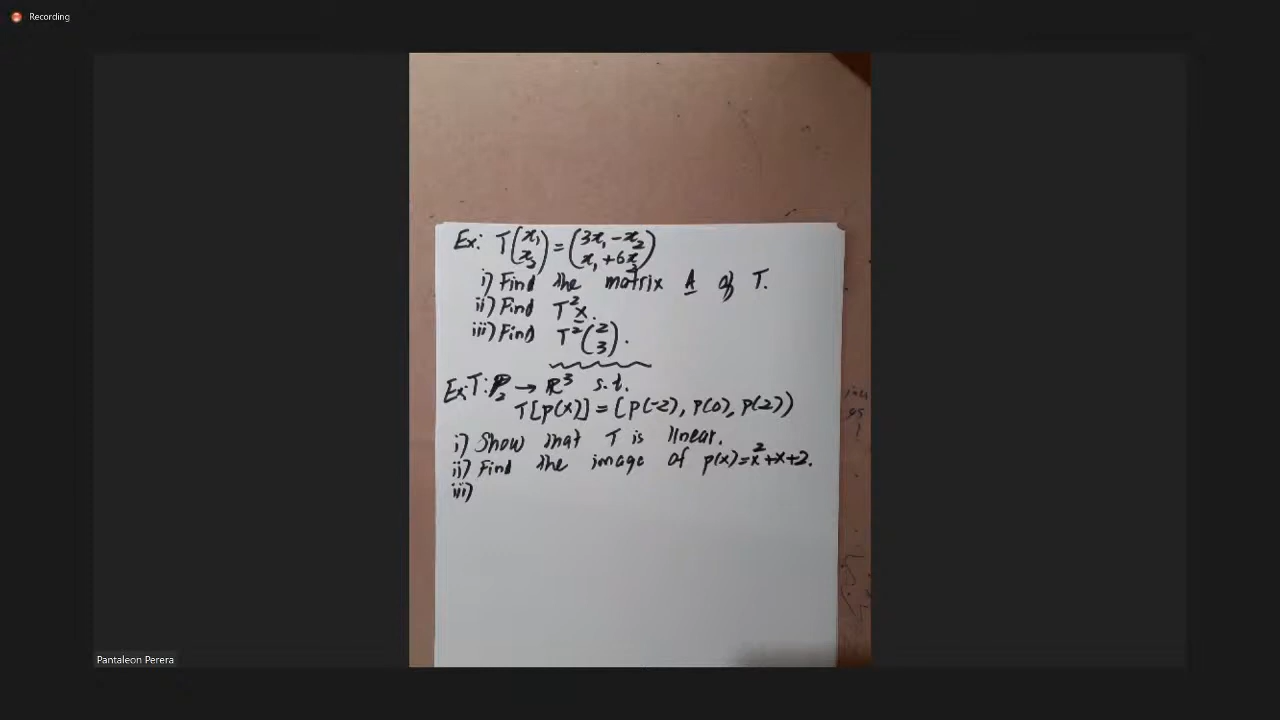 Recording
Ex: T(x₁ x₂) = (3x₁ - x₂ x₁ + 6x₂)
i) Find the matrix A of T.
ii) Find T²x.
iii) Find T²(2 3).
Ex: T: P₂ → ℝ³ s.t.
T[p(x)] = (p(-2), p(0), p(2))
i) Show that T is linear.
ii) Find the image of p(x)=x²+x+2.
iii)
Pantaleon Perera